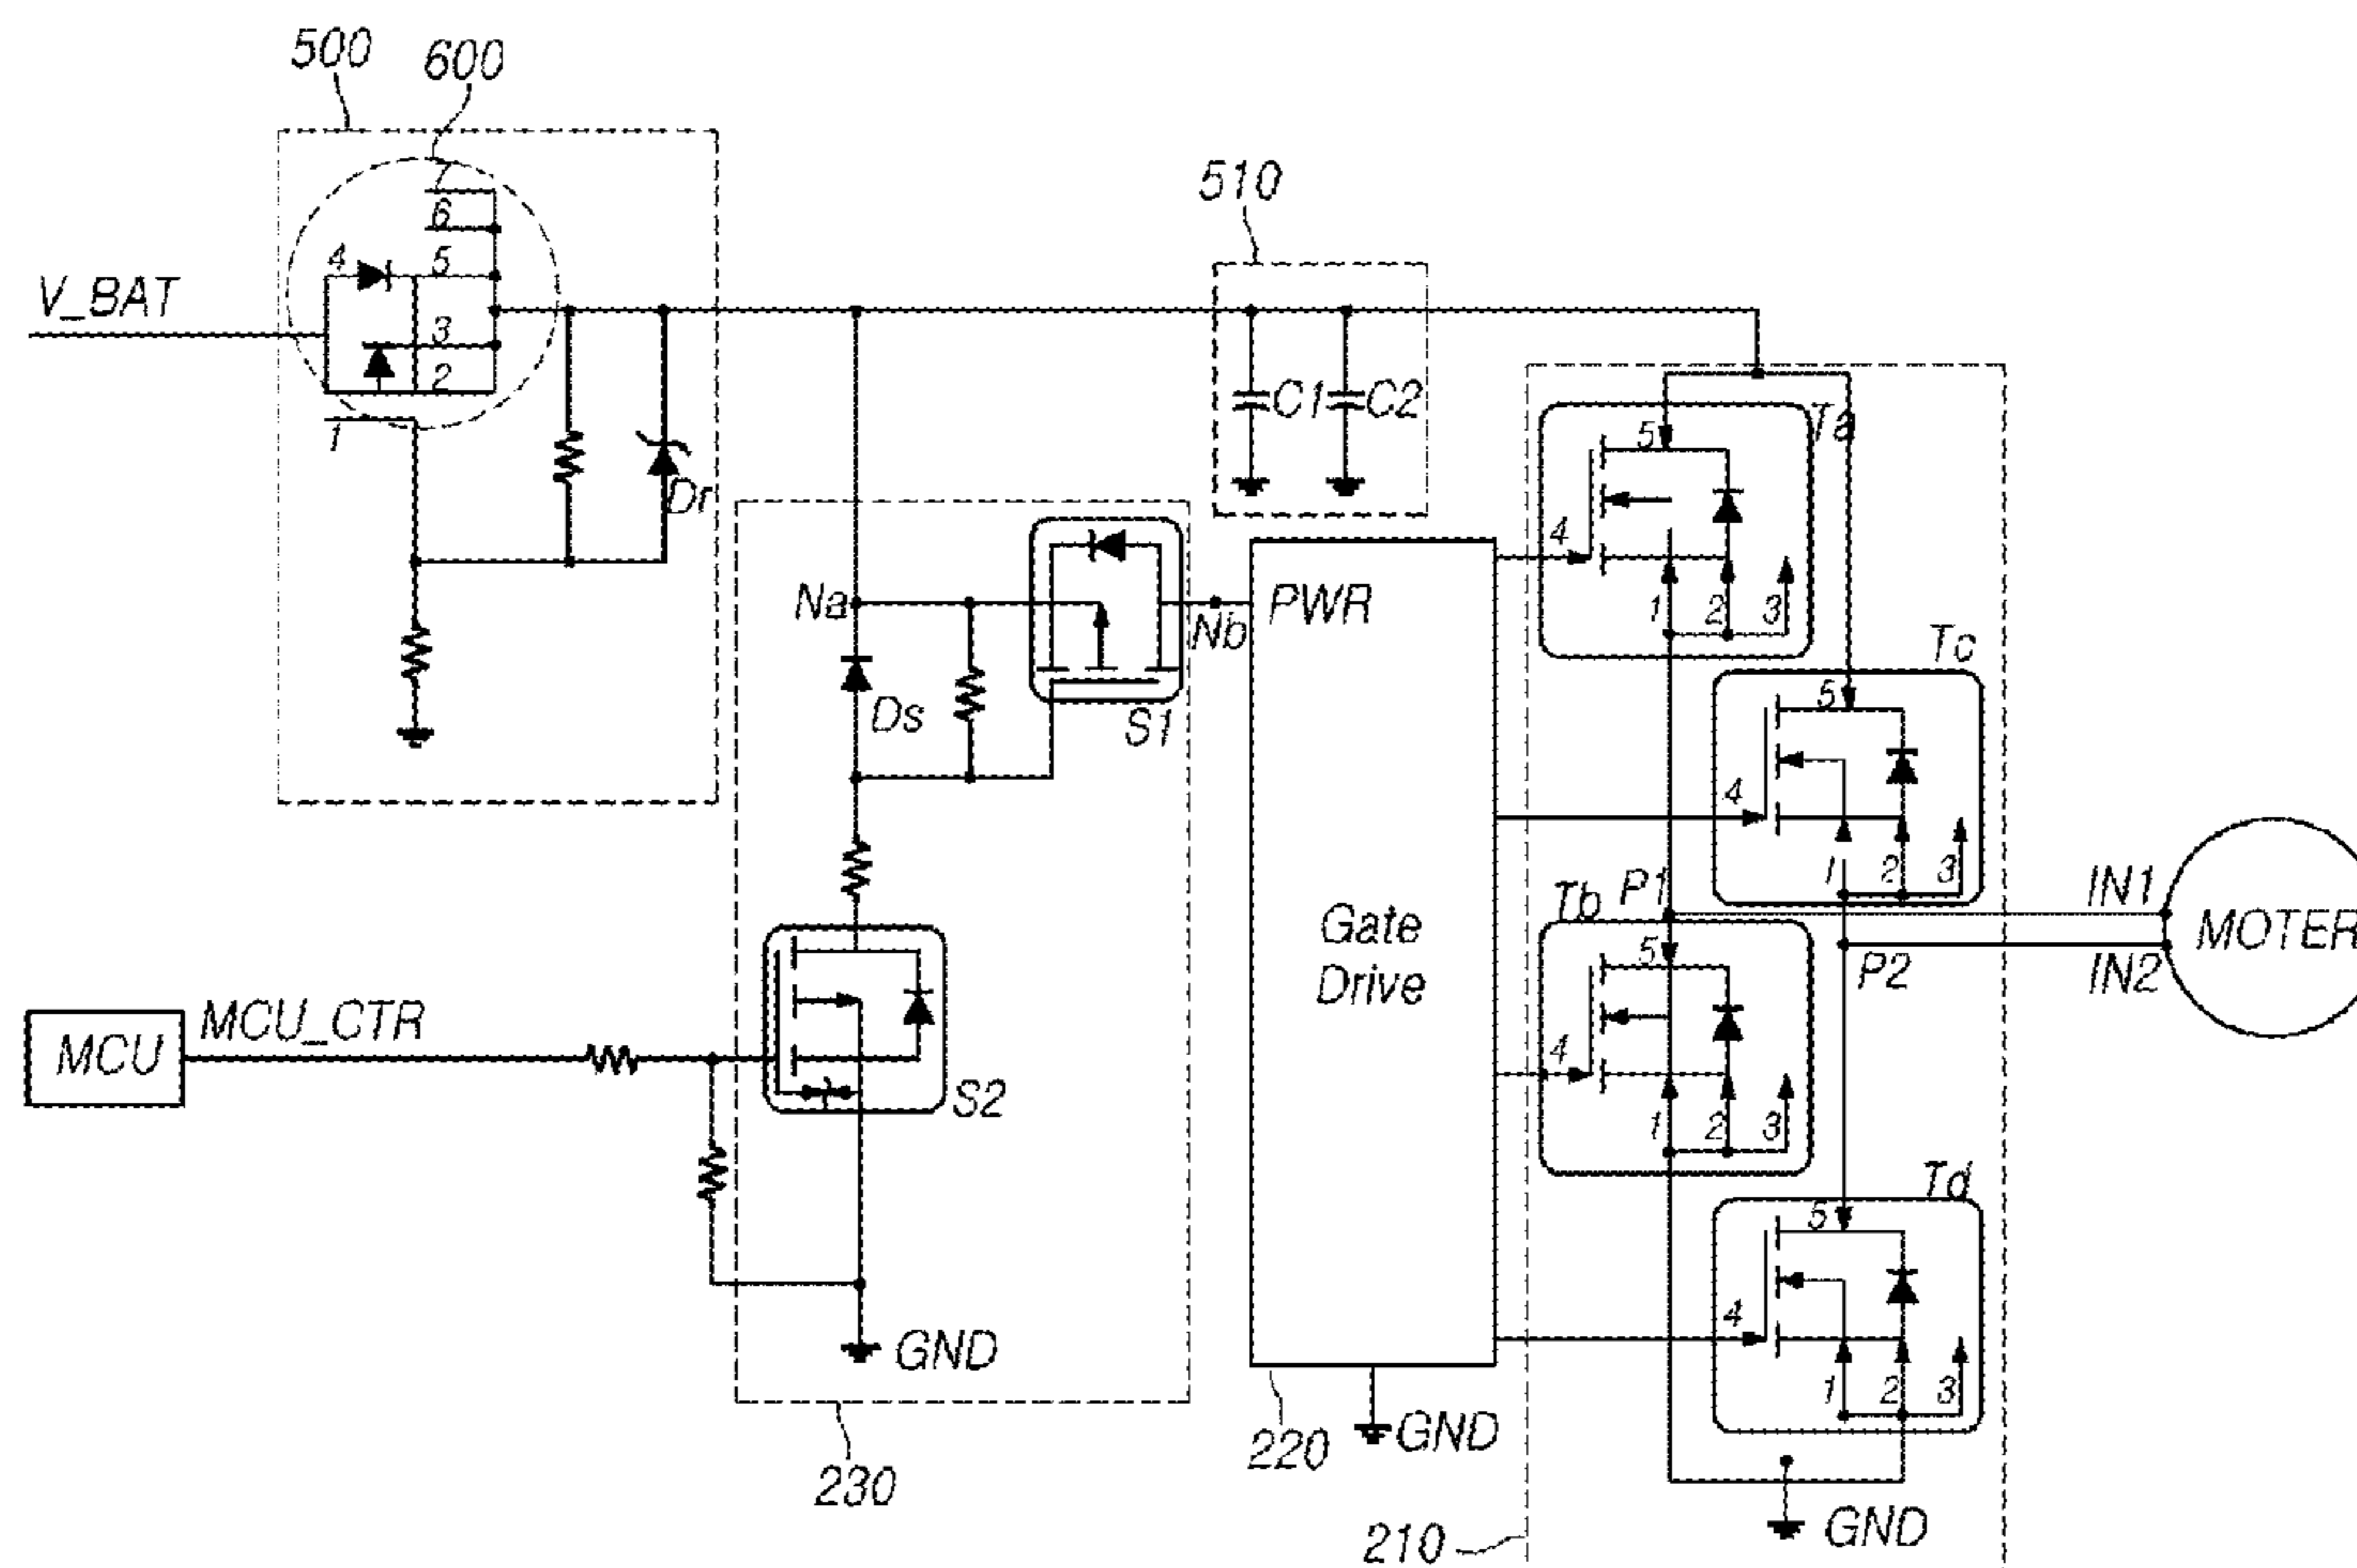 500
600
510
7
6
4
5
V_BAT
3
2
1
C1
C2
Ta
5
Dr
4
Na
PWR
Nb
1
2
3
Tc
Ds
S1
5
4
1
2
3
Tb
P1
IN1
Gate
Drive
MOTER
5
P2
IN2
MCU
MCU_CTR
4
S2
1
2
3
Td
5
4
GND
1
2
3
GND
220
230
GND
210